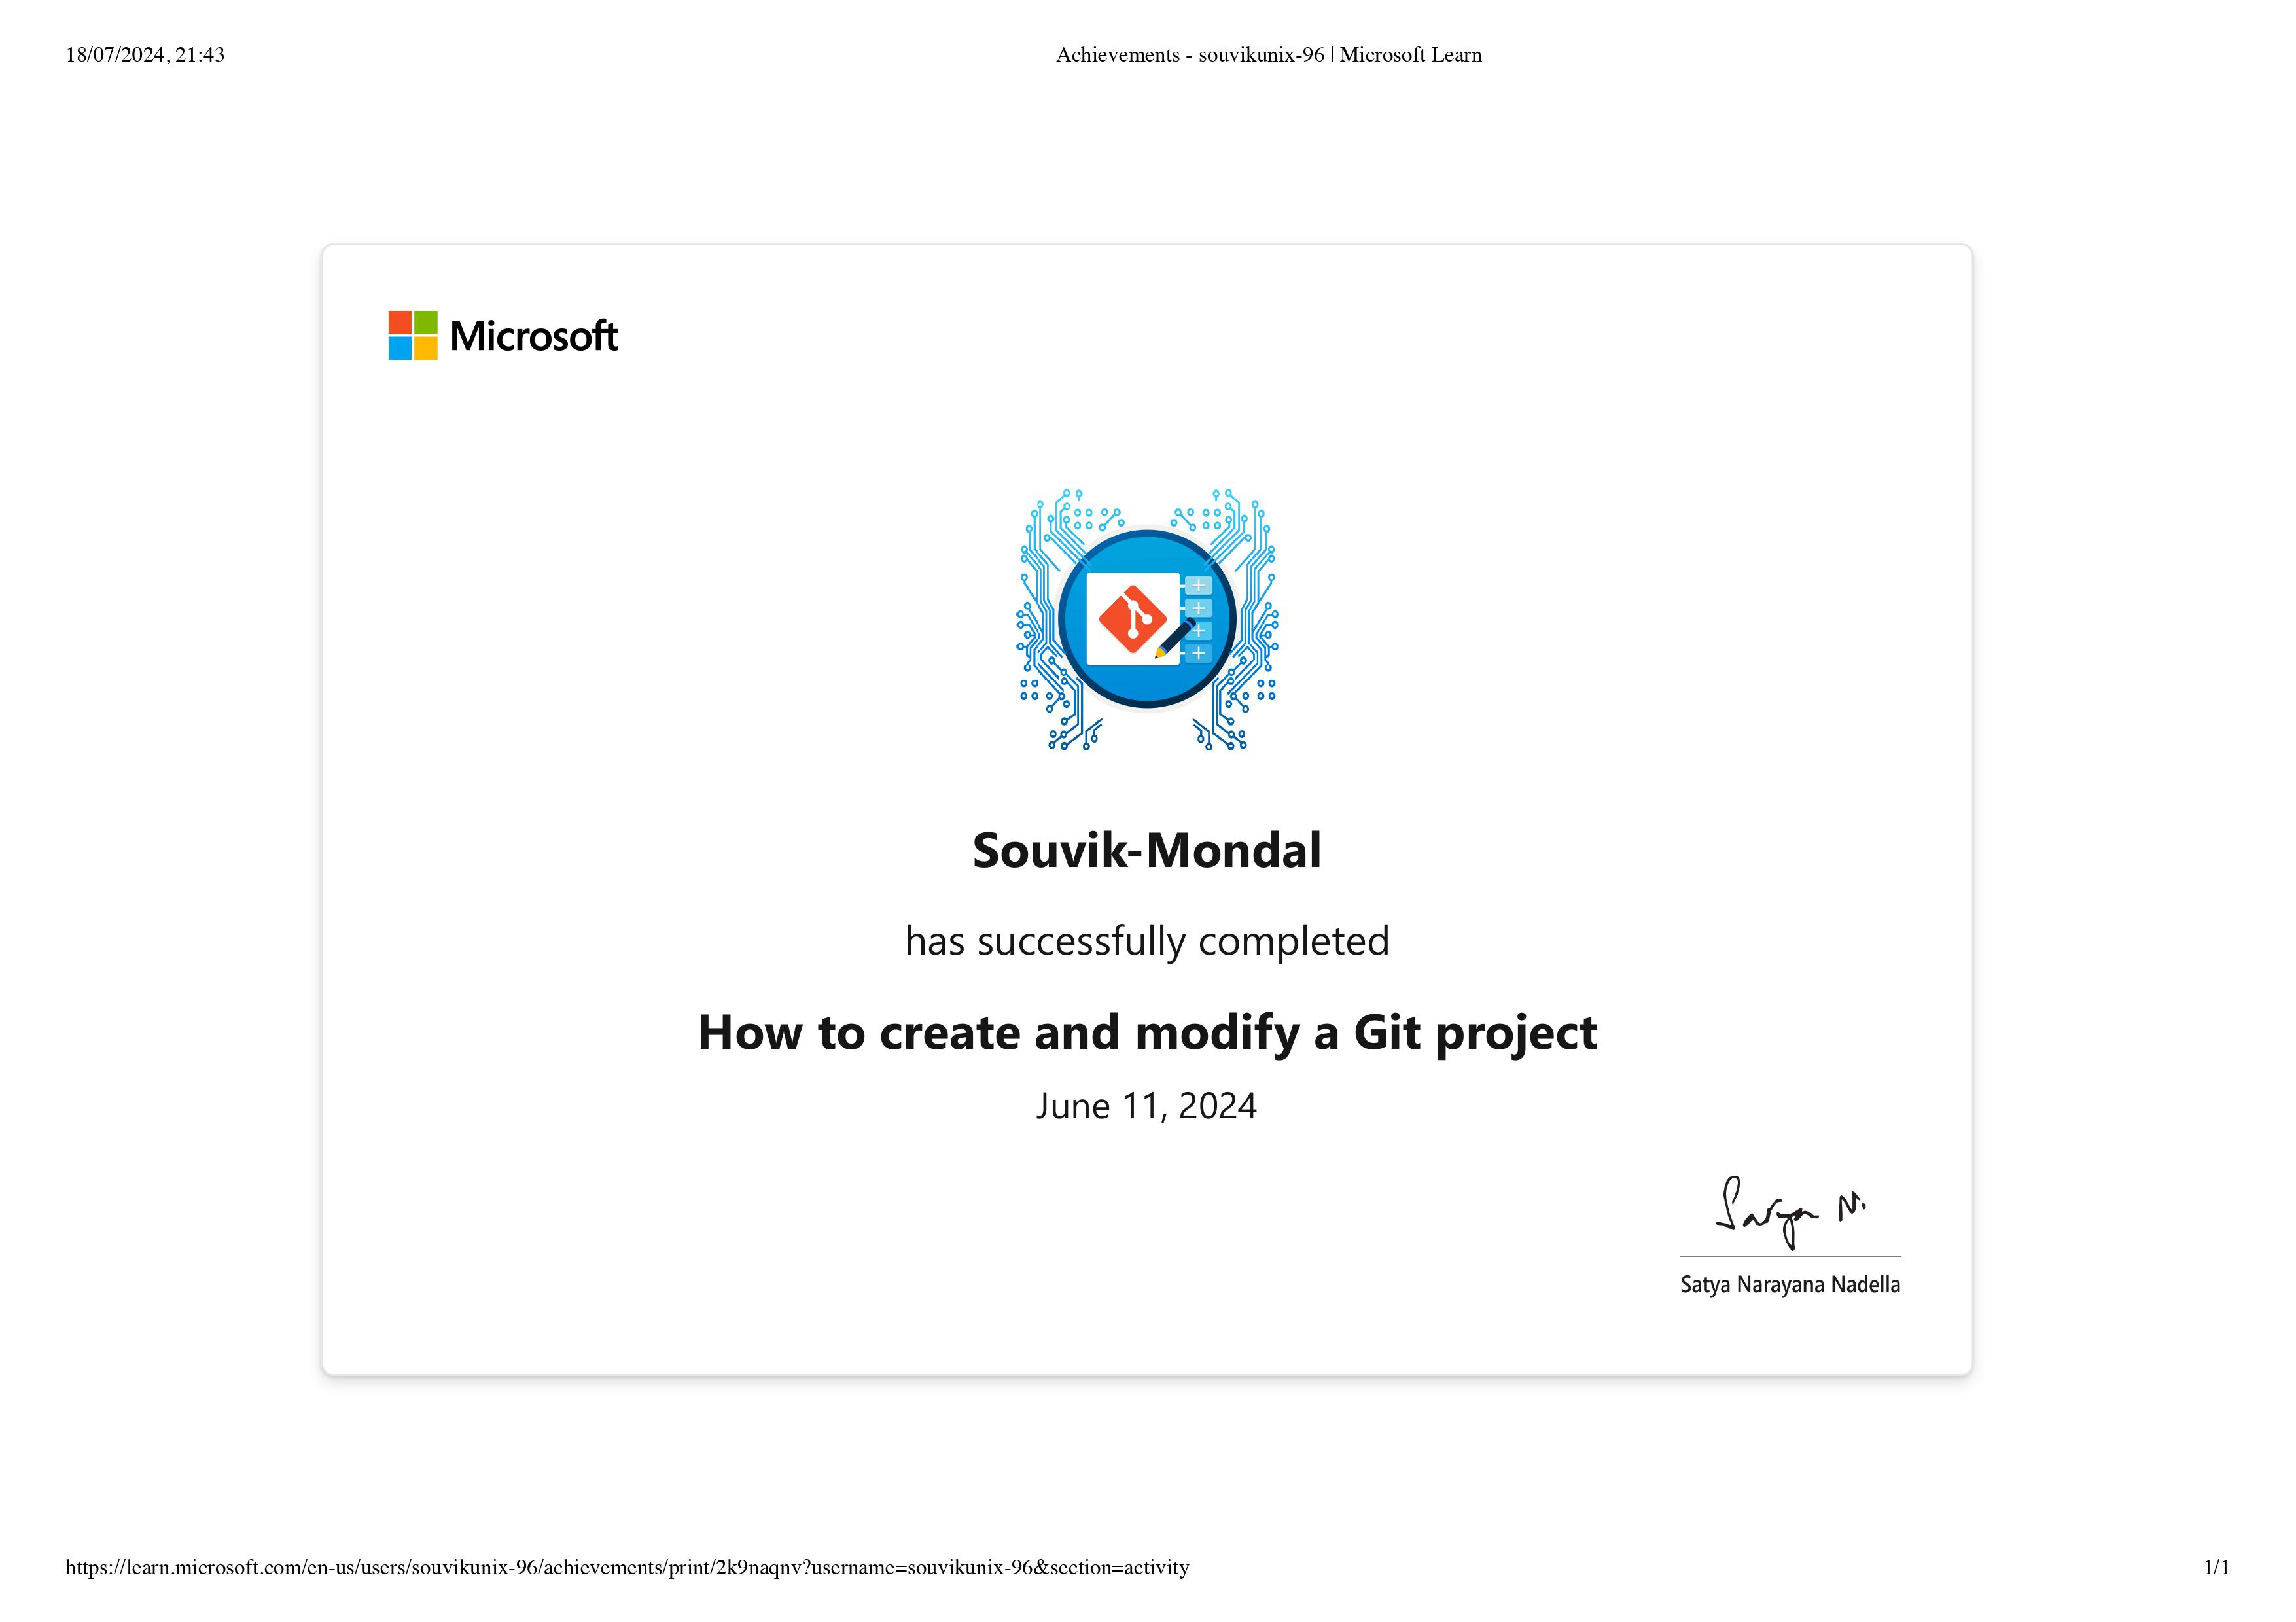 18/07/2024, 21:43
Achievements - souvikunix-96 | Microsoft Learn
Microsoft
Souvik-Mondal
has successfully completed
How to create and modify a Git project
June 11, 2024
Satya N.
Satya Narayana Nadella
https://learn.microsoft.com/en-us/users/souvikunix-96/achievements/print/2k9naqnv?username=souvikunix-96&section=activity
1/1